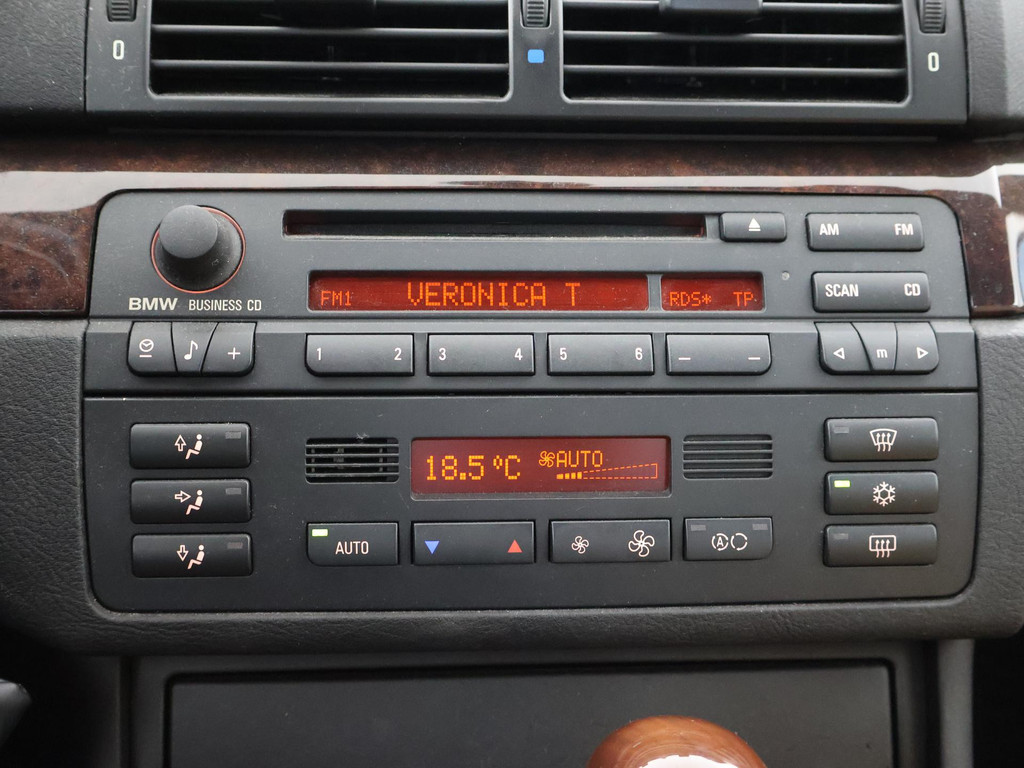 0
0
AM FM
FM1 VERONICA T RDS* TP
SCAN CD
BMW BUSINESS CD
+ 1 2 3 4 5 6 – – m
18.5 °C AUTO
AUTO A